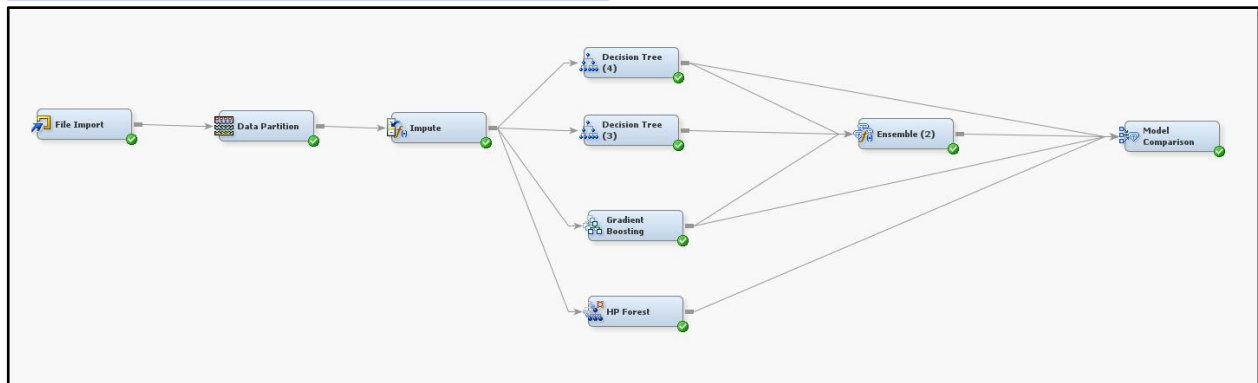 File Import
Data Partition
Impute
Decision Tree
(4)
Decision Tree
(3)
Gradient
Boosting
HP Forest
Ensemble (2)
Model
Comparison